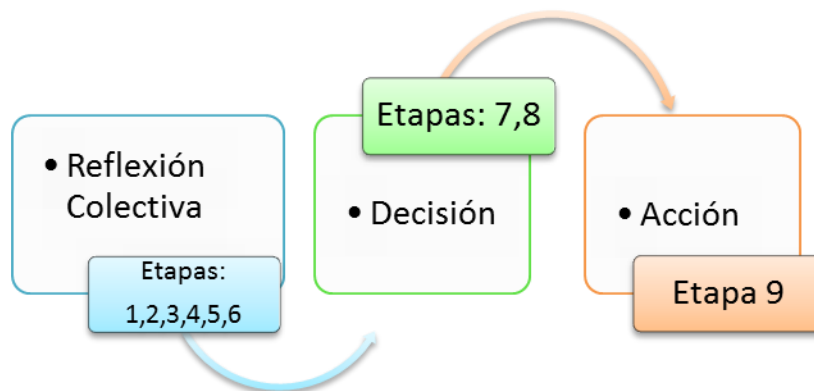 • Reflexión
Colectiva
Etapas:
1,2,3,4,5,6
Etapas: 7,8
• Decisión
• Acción
Etapa 9